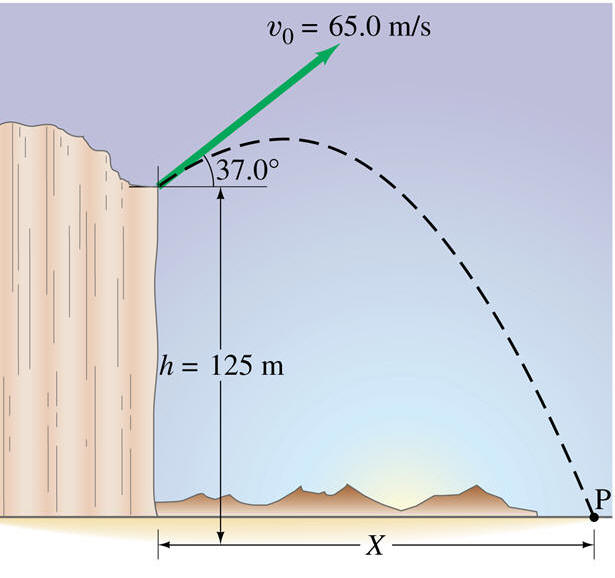 v₀ = 65.0 m/s
37.0°
h = 125 m
P
X